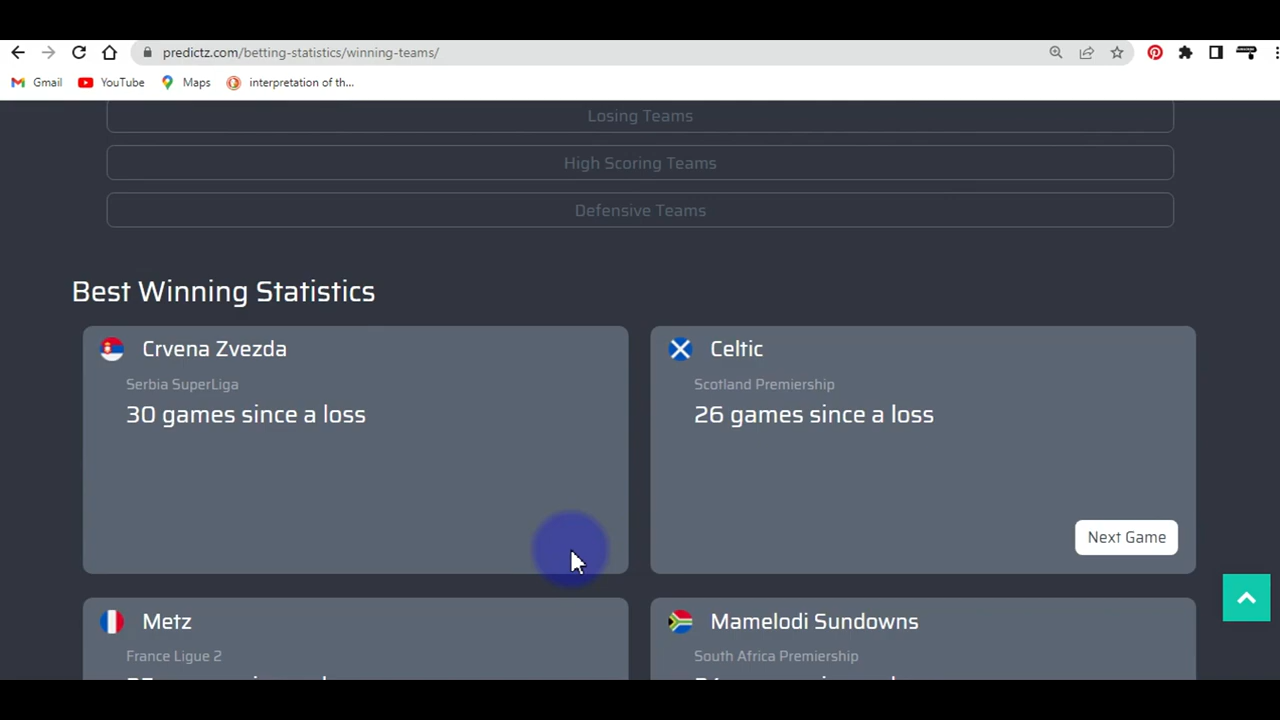 predictz.com/betting-statistics/winning-teams/
Gmail YouTube Maps interpretation of th...
Losing Teams
High Scoring Teams
Defensive Teams
Best Winning Statistics
Crvena Zvezda
Serbia SuperLiga
30 games since a loss
Celtic
Scotland Premiership
26 games since a loss
Next Game
Metz
France Ligue 2
Mamelodi Sundowns
South Africa Premiership